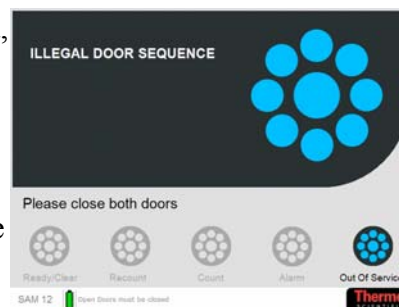 ,
ILLEGAL DOOR SEQUENCE
Please close both doors
e
Ready/Clear Recount Count Alarm Out Of Service
SAM 12 Open Doors must be closed Thermo
SCIENTIFIC